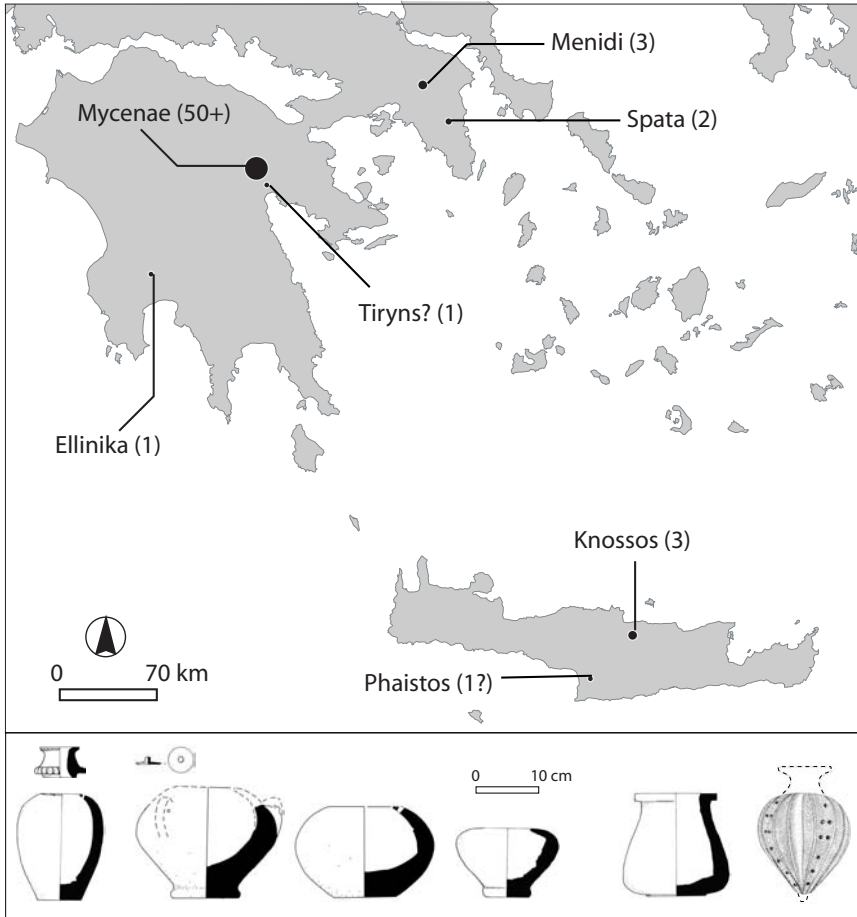 Menidi (3)
Mycenae (50+)
Spata (2)
Tiryns? (1)
Ellinika (1)
Knossos (3)
0 70 km
Phaistos (1?)
0 10 cm